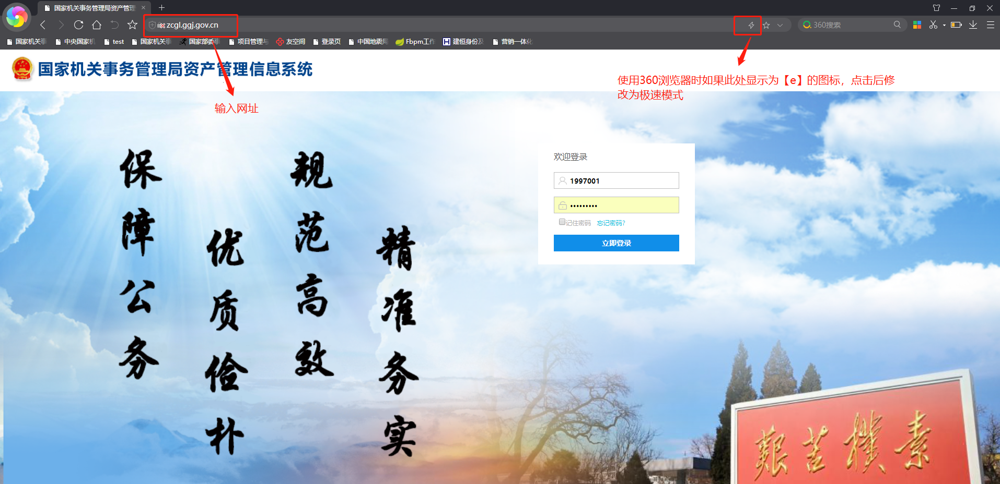 国家机关事务管理局资产管理
zcgl.ggj.gov.cn
360搜索
国家机关事
中央国家机
test
国家机关事
国家部委事
项目管理与
友空间
登录页
中国地震局
Fbpm工作
建恒身份及
营销一体化
国家机关事务管理局资产管理信息系统
使用360浏览器时如果此处显示为【e】的图标，点击后修
改为极速模式
输入网址
保障公务
优质俭朴
规范高效
精准务实
欢迎登录
1997001
•••••••••
记住密码
忘记密码?
立即登录
艱苦樸素